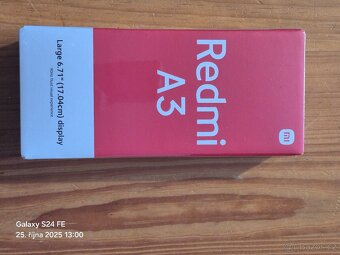 Redmi
A3
mi
Large 6.71" (17.04cm) display
Galaxy S24 FE
25. října 2025 13:00